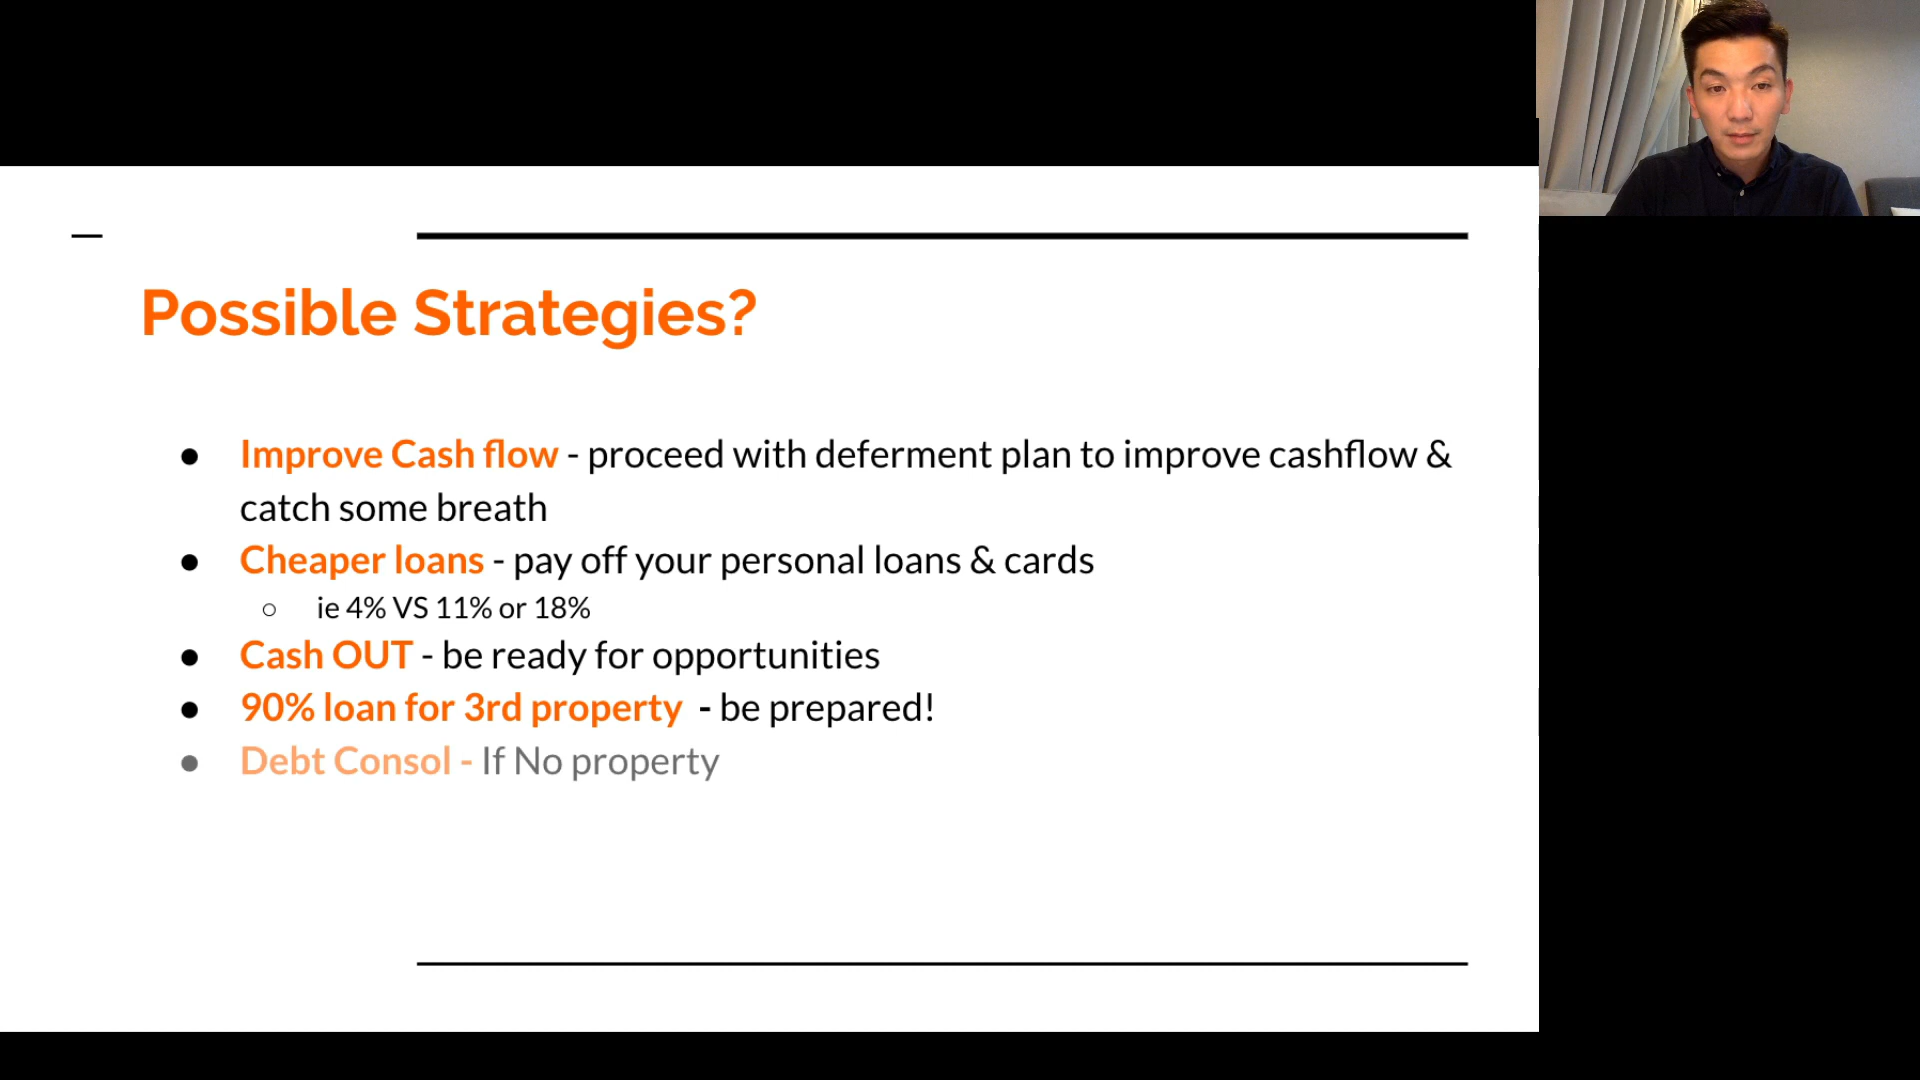 Possible Strategies?
● Improve Cash flow - proceed with deferment plan to improve cashflow &
catch some breath
● Cheaper loans - pay off your personal loans & cards
○ ie 4% VS 11% or 18%
● Cash OUT - be ready for opportunities
● 90% loan for 3rd property - be prepared!
● Debt Consol - If No property